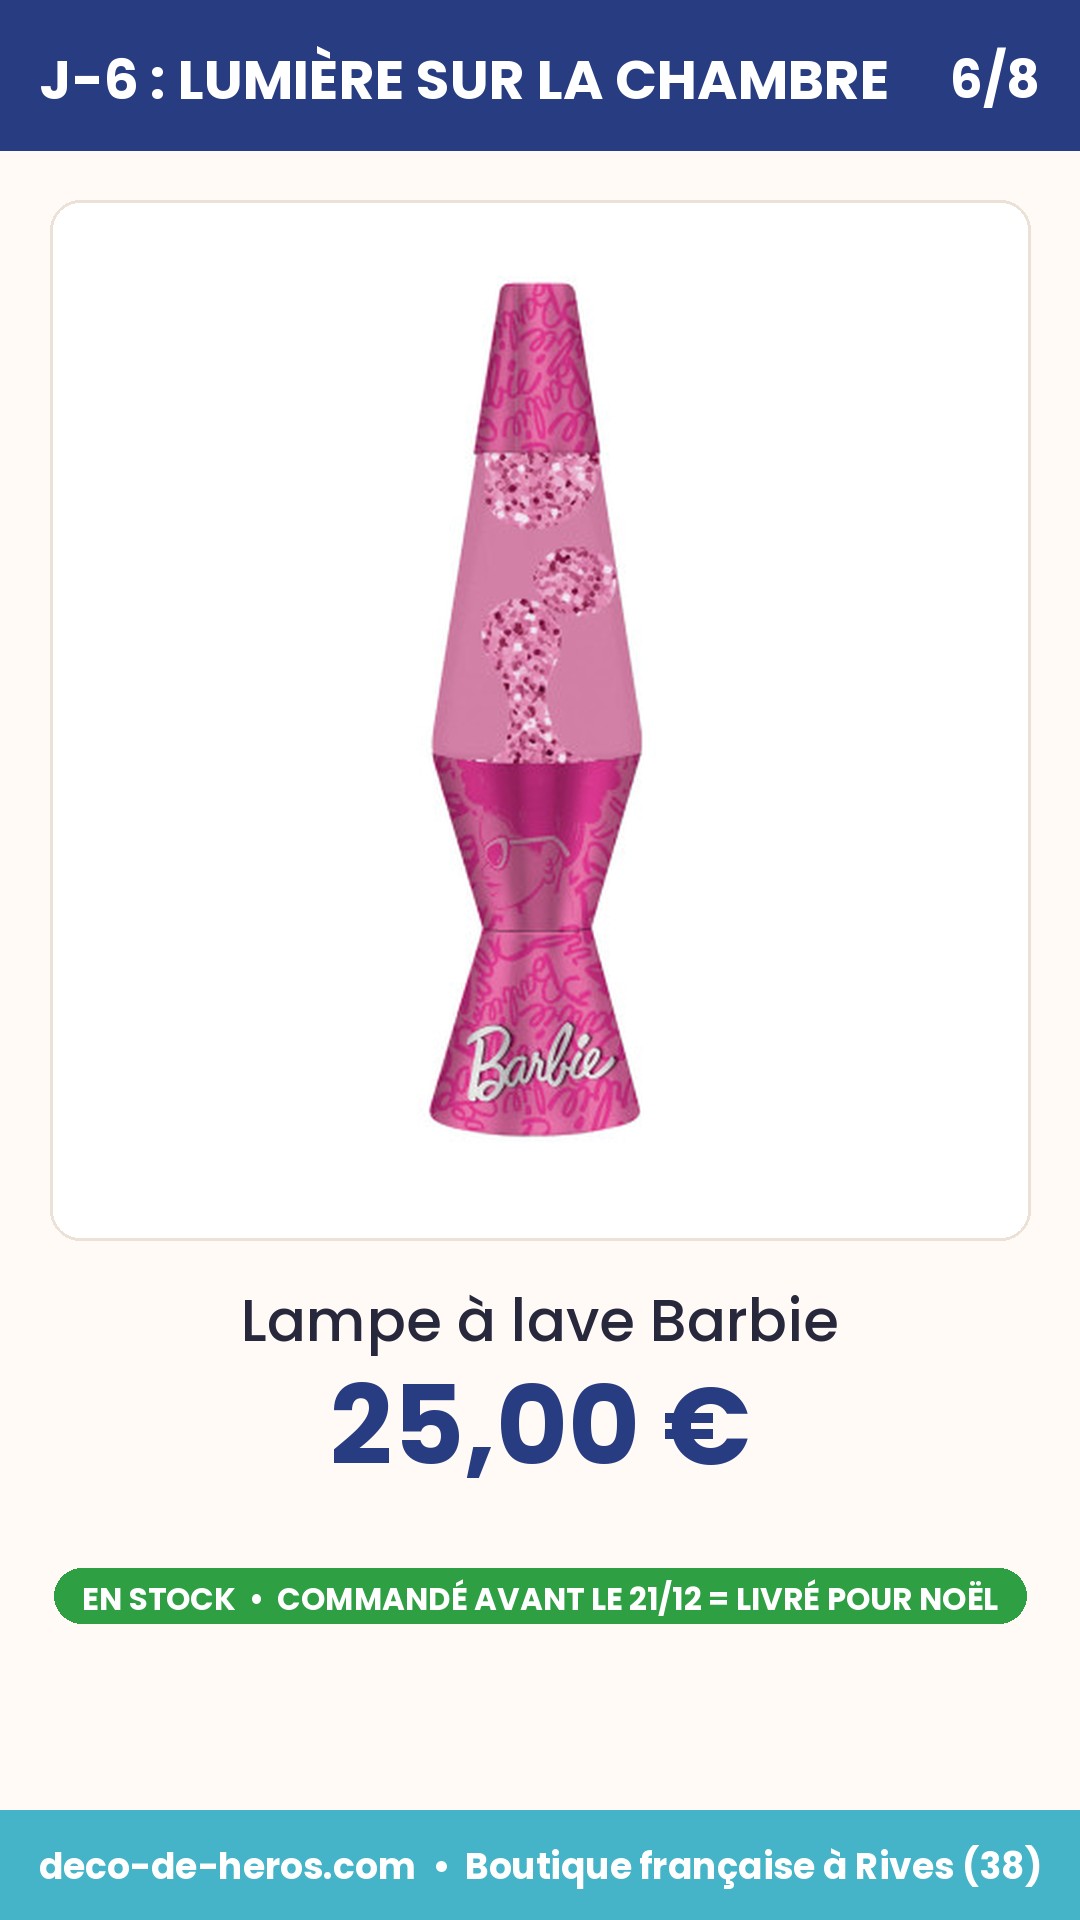 J-6 : LUMIÈRE SUR LA CHAMBRE 6/8
Barbie
Lampe à lave Barbie
25,00 €
EN STOCK • COMMANDÉ AVANT LE 21/12 = LIVRÉ POUR NOËL
deco-de-heros.com • Boutique française à Rives (38)